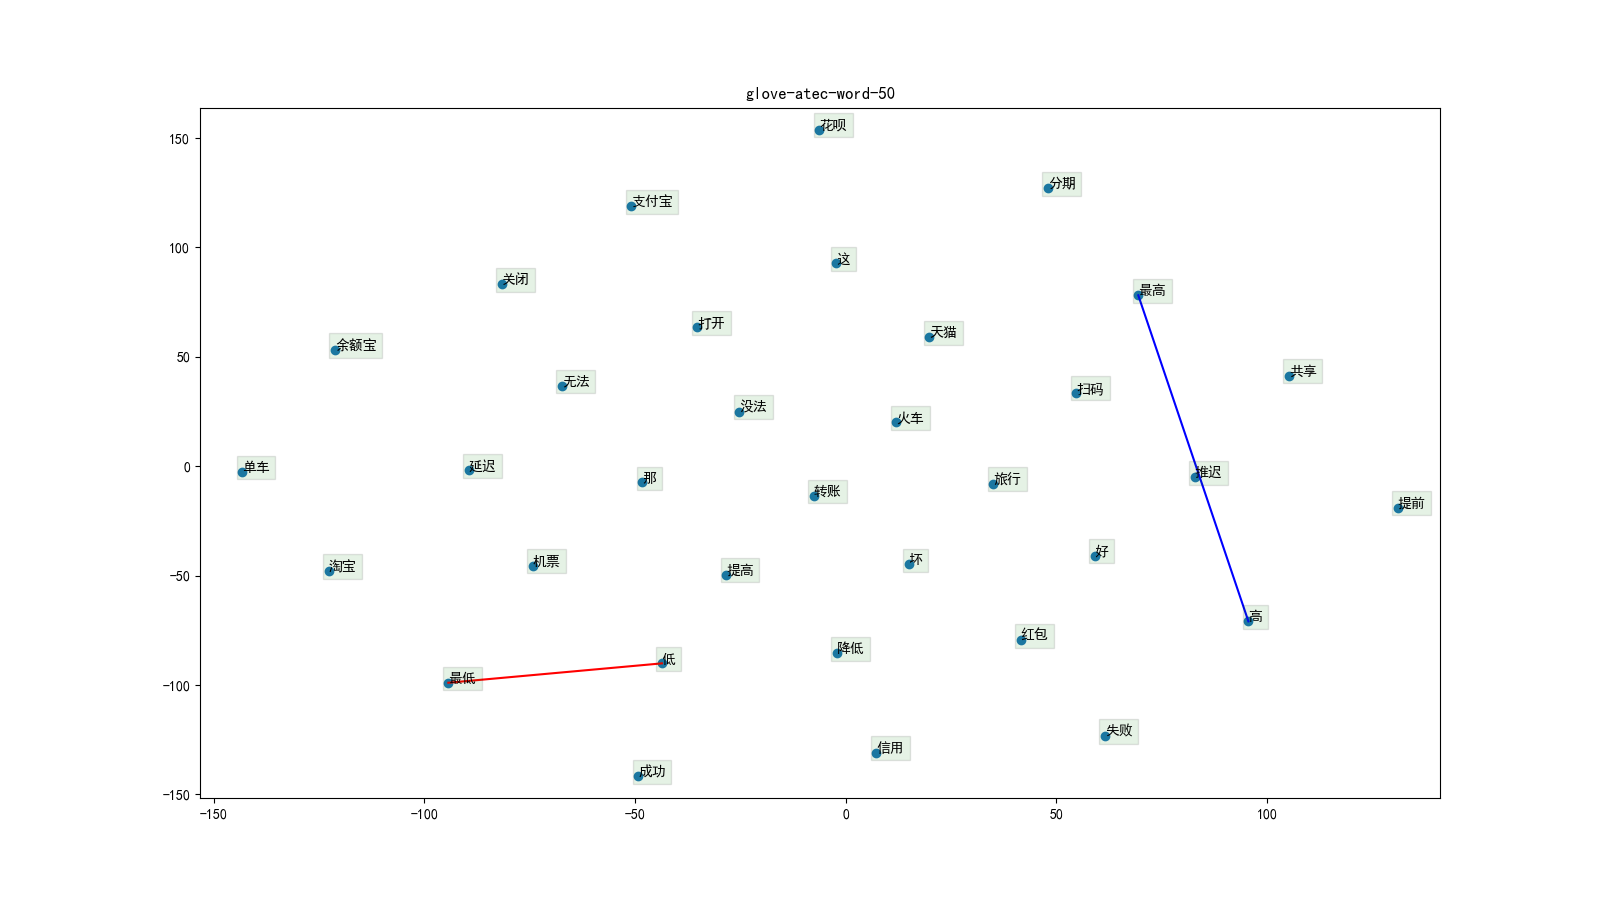 glove-atec-word-50
花呗
分期
支付宝
这
关闭
最高
打开
天猫
余额宝
共享
无法
扫码
没法
火车
单车
延迟
推迟
那
旅行
转账
提前
好
机票
坏
淘宝
提高
高
红包
降低
低
最低
失败
信用
成功
150
100
50
0
−50
−100
−150
−150
−100
−50
0
50
100